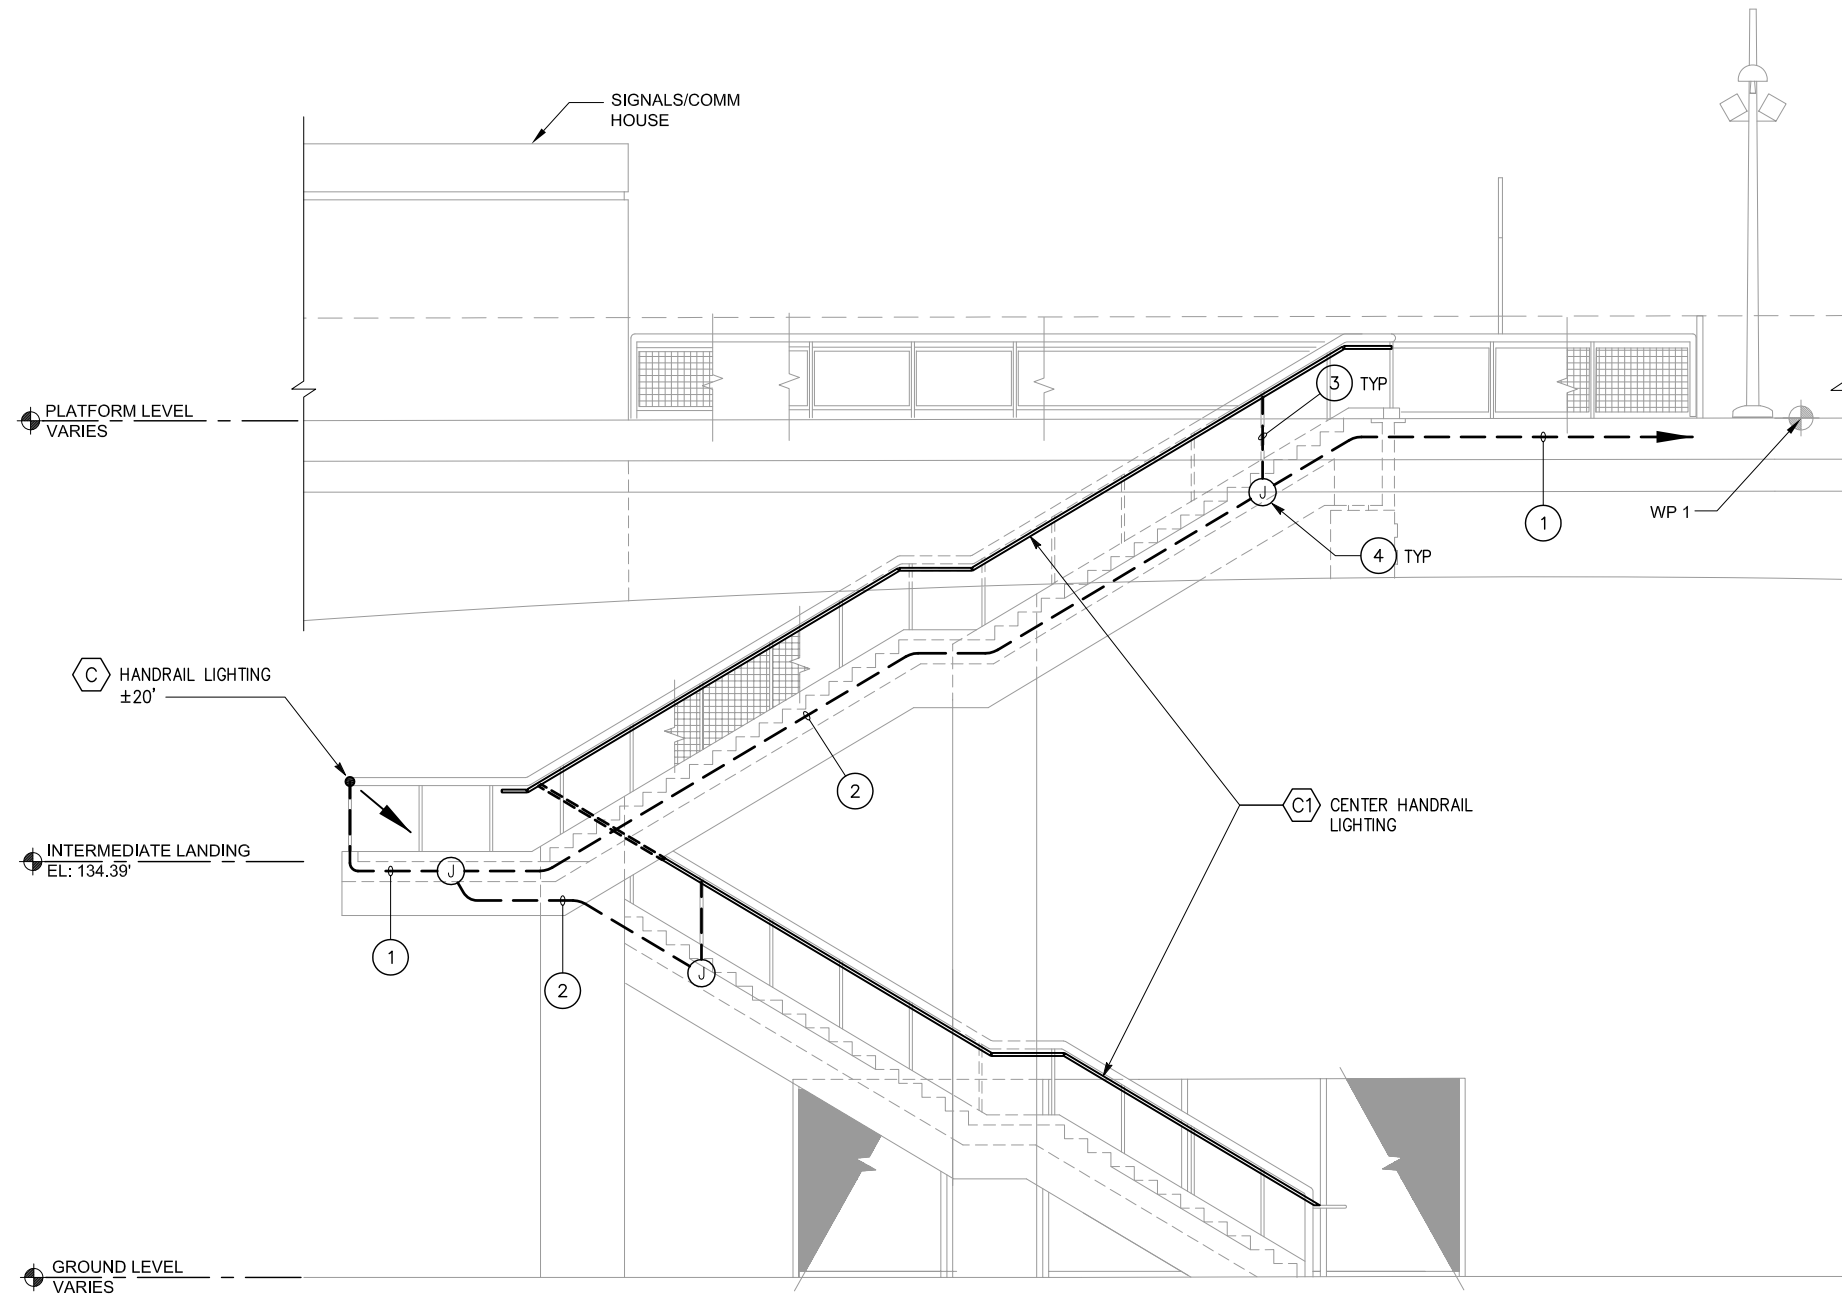 SIGNALS/COMM
HOUSE
3 TYP
PLATFORM LEVEL
VARIES
J
1
WP 1
4 TYP
C HANDRAIL LIGHTING
±20'
2
C1 CENTER HANDRAIL
LIGHTING
INTERMEDIATE LANDING
EL: 134.39'
J
1
2
J
GROUND LEVEL
VARIES